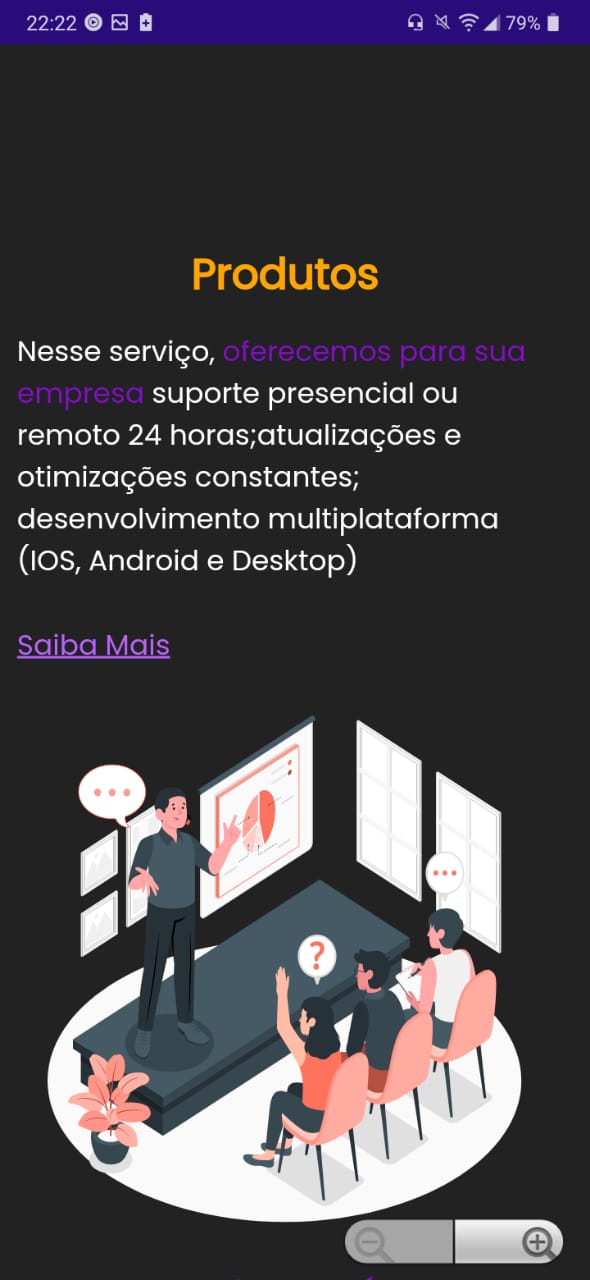 22:22 79%
Produtos
Nesse serviço, oferecemos para sua
empresa suporte presencial ou
remoto 24 horas;atualizações e
otimizações constantes;
desenvolvimento multiplataforma
(IOS, Android e Desktop)
Saiba Mais
?